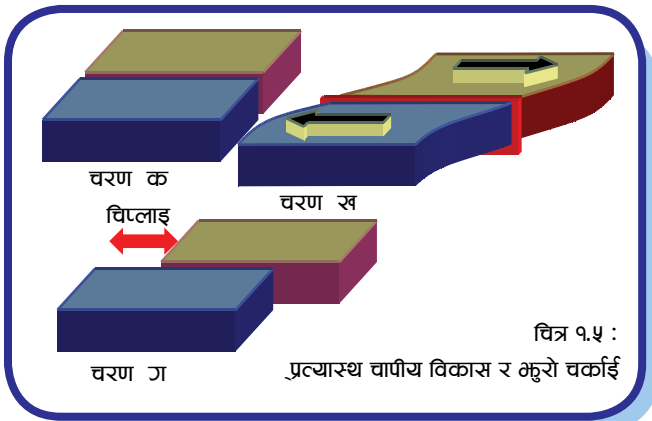 चरण क
चरण ख
चिप्लाइ
चरण ग
चित्र १.५ :
प्रत्यास्थ चापीय विकास र झुरो चर्काई